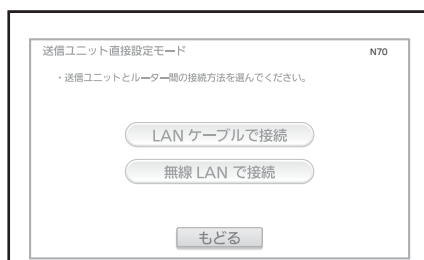 送信ユニット直接設定モード N70
・送信ユニットとルーター間の接続方法を選んでください。
LAN ケーブルで接続
無線 LAN で接続
もどる